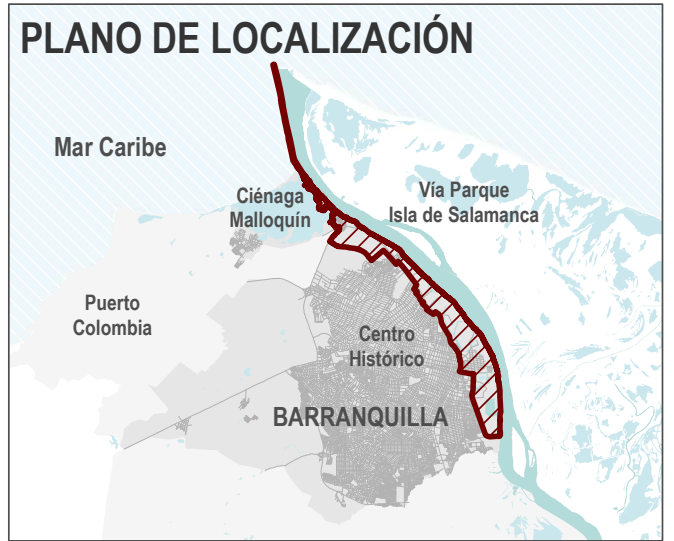 PLANO DE LOCALIZACIÓN
Mar Caribe
Ciénaga
Malloquín
Vía Parque
Isla de Salamanca
Puerto
Colombia
Centro
Histórico
BARRANQUILLA